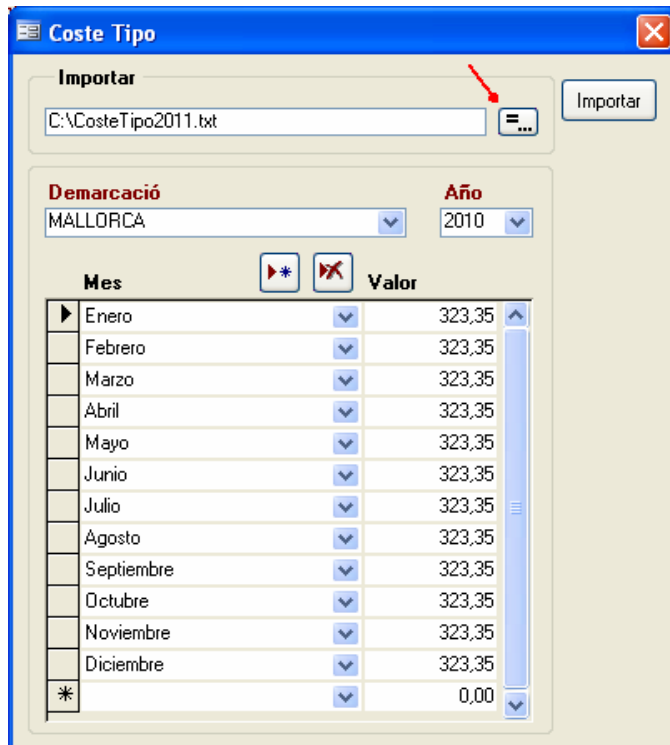 Coste Tipo
Importar
C:\CosteTipo2011.txt
=...
Importar
Demarcació Año
MALLORCA 2010
Mes Valor
Enero 323,35
Febrero 323,35
Marzo 323,35
Abril 323,35
Mayo 323,35
Junio 323,35
Julio 323,35
Agosto 323,35
Septiembre 323,35
Octubre 323,35
Noviembre 323,35
Diciembre 323,35
* 0,00